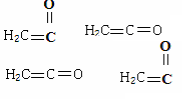 O
||
H₂C=C
H₂C=C=O
H₂C=C=O
O
||
H₂C=C